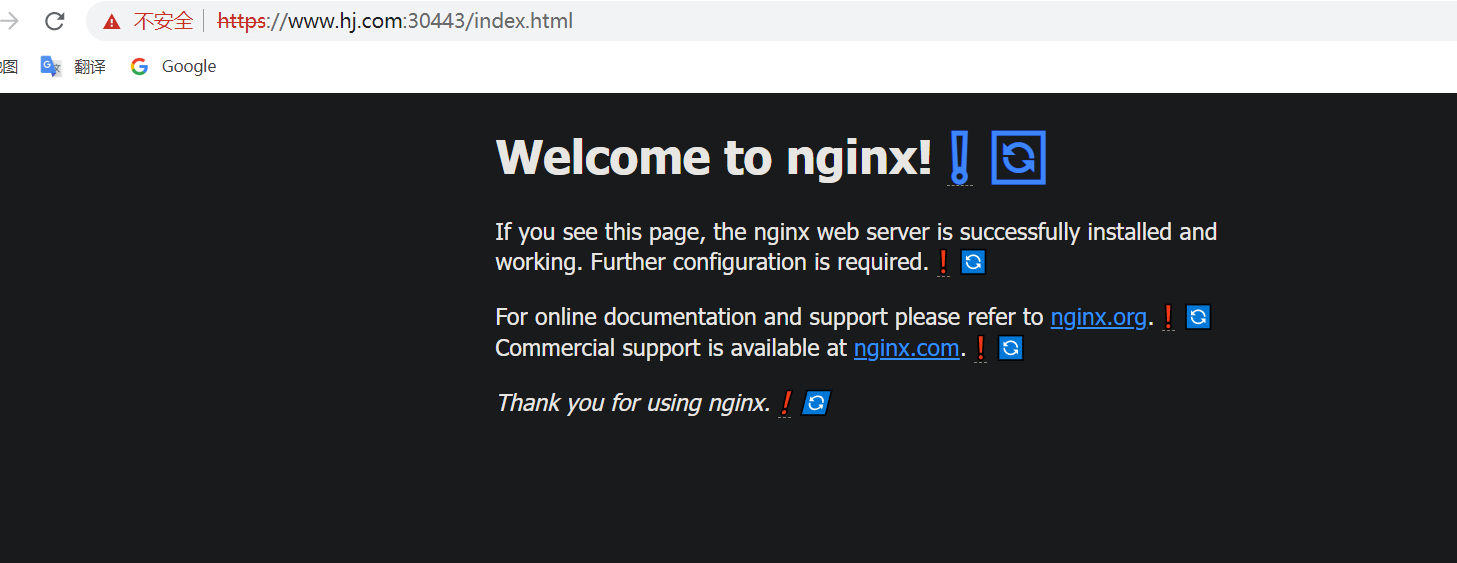 不安全 https://www.hj.com:30443/index.html
翻译 Google
Welcome to nginx!
If you see this page, the nginx web server is successfully installed and
working. Further configuration is required.
For online documentation and support please refer to nginx.org.
Commercial support is available at nginx.com.
Thank you for using nginx.